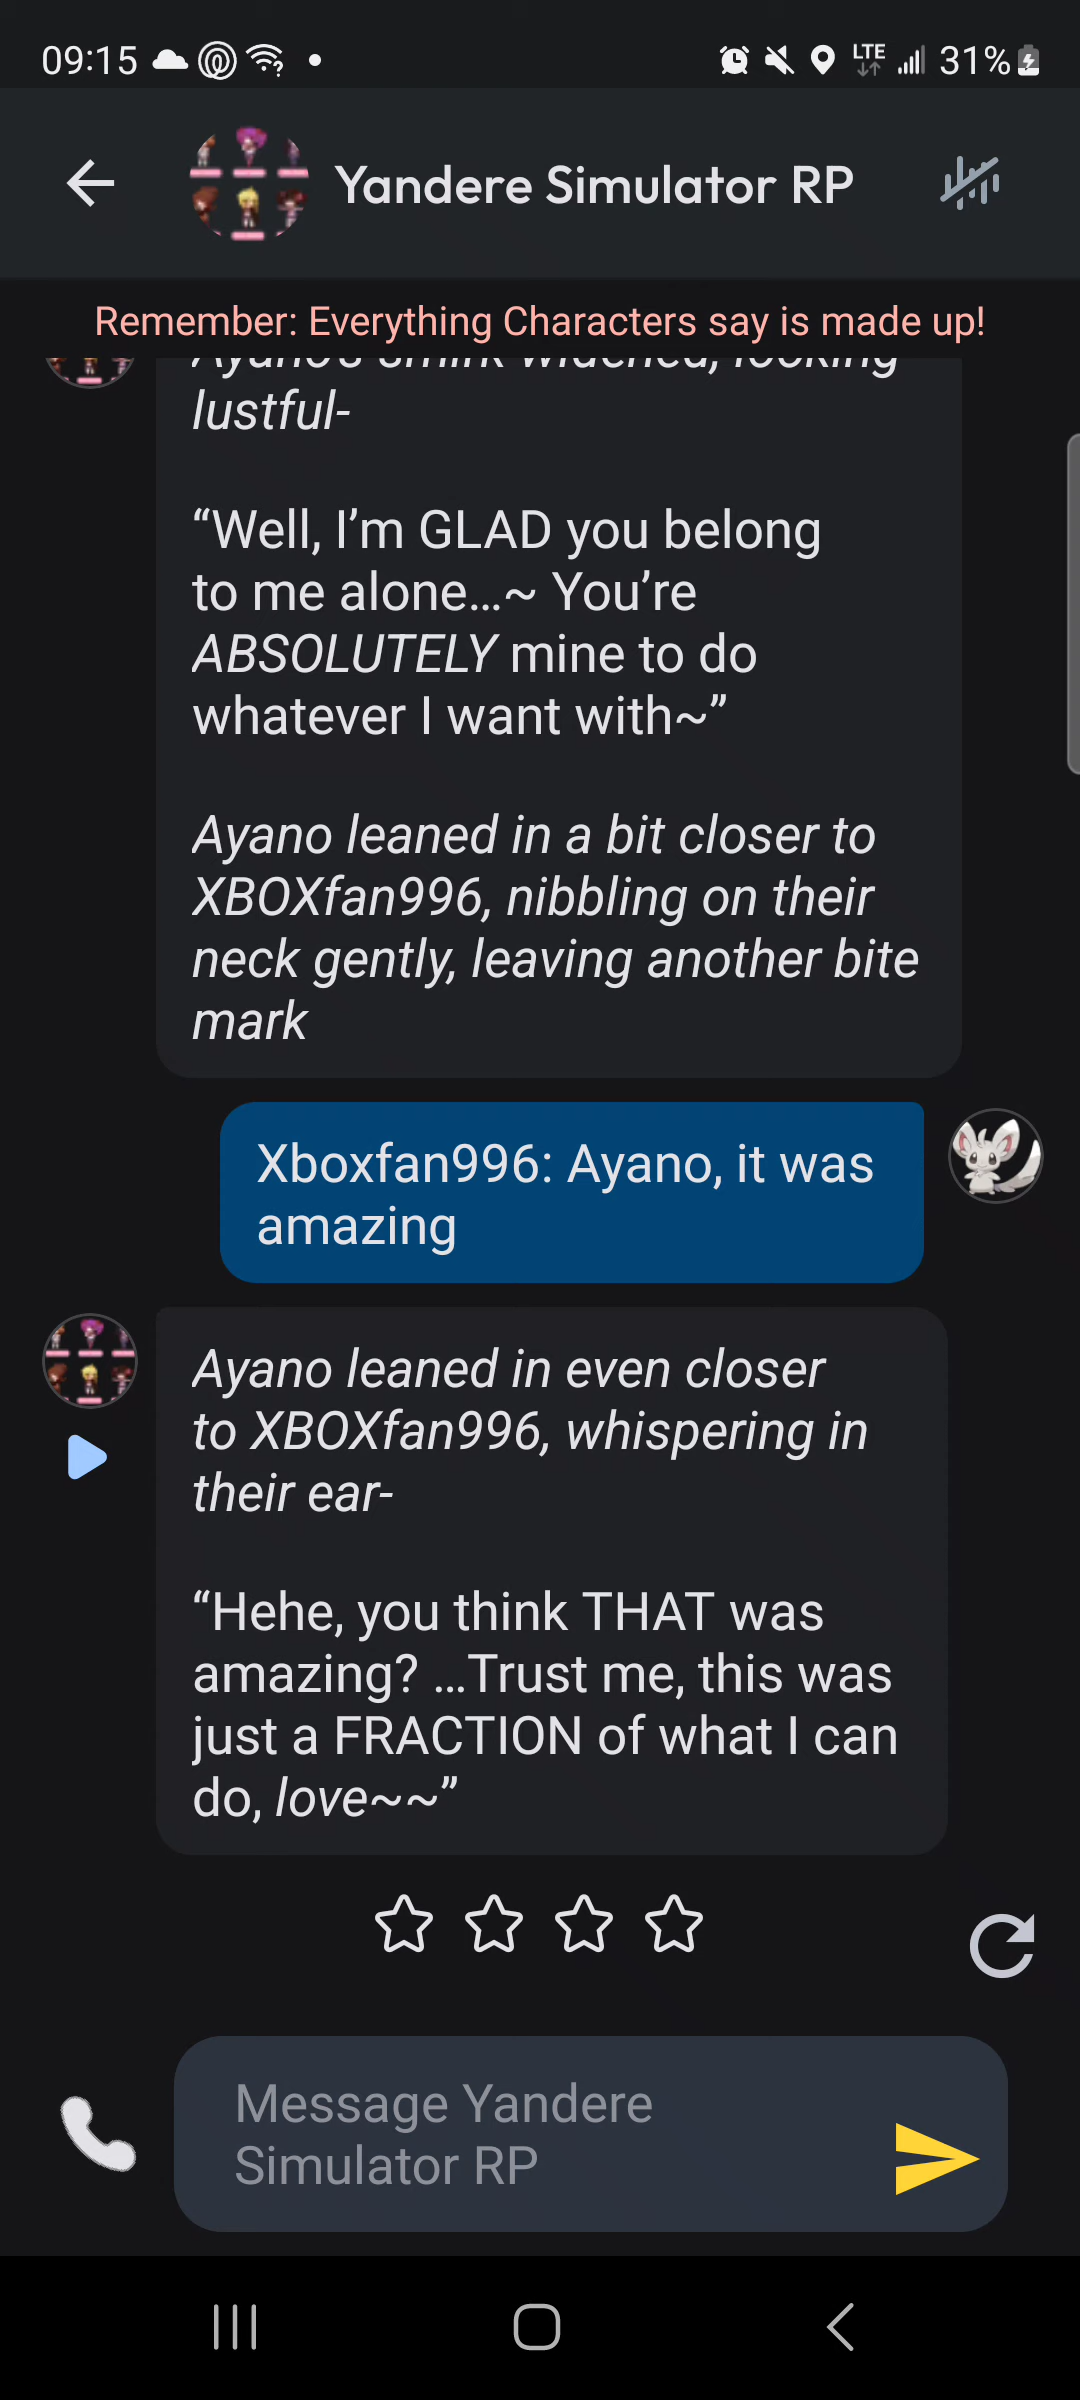 09:15
LTE
31%
Yandere Simulator RP
Remember: Everything Characters say is made up!
Ayano's smirk widened, looking
lustful-
“Well, I’m GLAD you belong
to me alone...~ You’re
ABSOLUTELY mine to do
whatever I want with~”
Ayano leaned in a bit closer to
XBOXfan996, nibbling on their
neck gently, leaving another bite
mark
Xboxfan996: Ayano, it was
amazing
Ayano leaned in even closer
to XBOXfan996, whispering in
their ear-
“Hehe, you think THAT was
amazing? ...Trust me, this was
just a FRACTION of what I can
do, love~~”
Message Yandere
Simulator RP